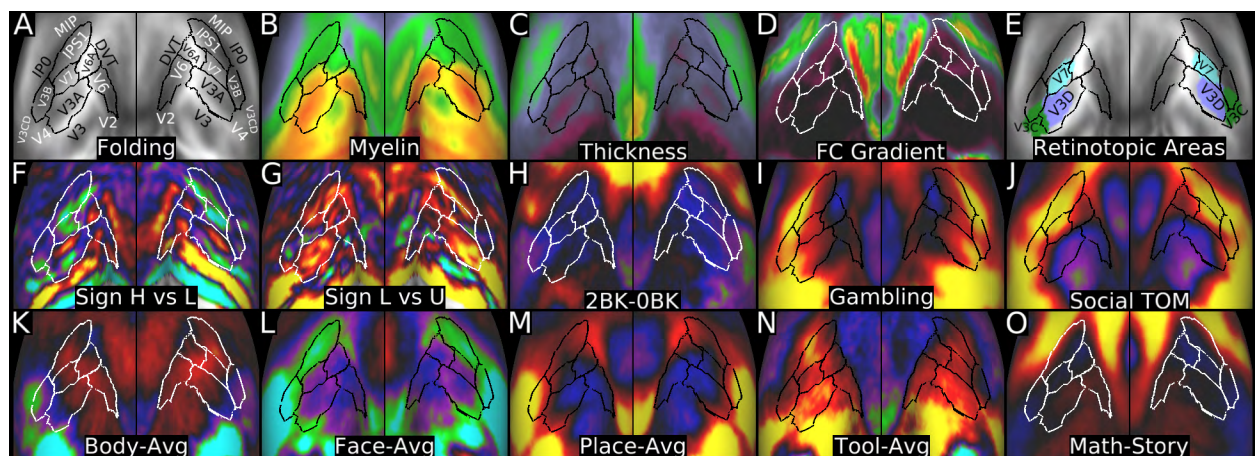 A
MIP
IPS1
DVT
IP0
V6A
V7
V6
V3B
V3A
V3CD
V4
V3
V2
MIP
IPS1
DVT
V6A
IP0
V6
V7
V3B
V3A
V3CD
V4
V3
V2
Folding
B
Myelin
C
Thickness
D
FC Gradient
E
V7
V3D
V3C
V7
V3D
V3C
Retinotopic Areas
F
Sign H vs L
G
Sign L vs U
H
2BK-0BK
I
Gambling
J
Social TOM
K
Body-Avg
L
Face-Avg
M
Place-Avg
N
Tool-Avg
O
Math-Story